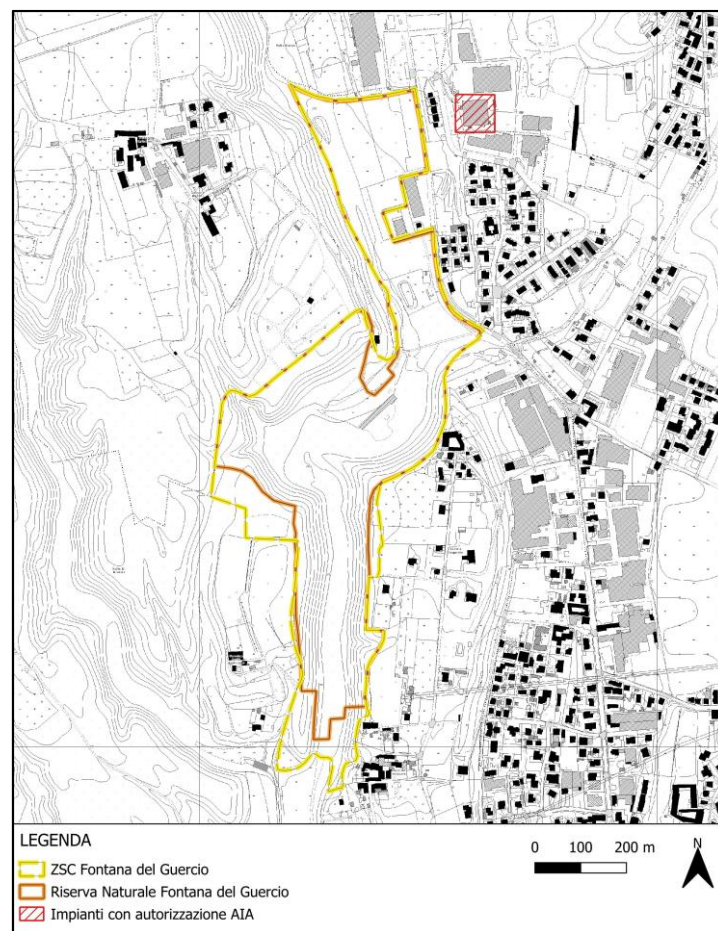 LEGENDA
ZSC Fontana del Guercio
Riserva Naturale Fontana del Guercio
Impianti con autorizzazione AIA
0 100 200 m
N